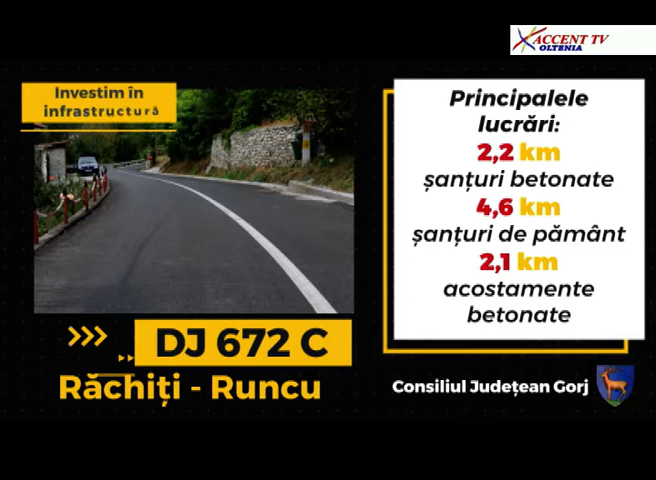 ACCENT TV
OLTENIA
Investim în
infrastructură
Principalele
lucrări:
2,2 km
șanțuri betonate
4,6 km
șanțuri de pământ
2,1 km
acostamente
betonate
DJ 672 C
Răchiți - Runcu
Consiliul Județean Gorj